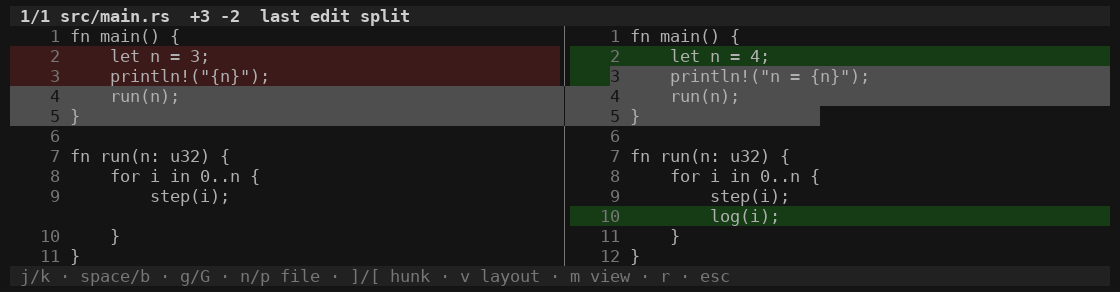 1/1 src/main.rs  +3 -2  last edit split
1 fn main() {    1 fn main() {
2     let n = 3;    2     let n = 4;
3     println!("{n}");    3     println!("n = {n}");
4     run(n);    4     run(n);
5 }    5 }
6    6
7 fn run(n: u32) {    7 fn run(n: u32) {
8     for i in 0..n {    8     for i in 0..n {
9         step(i);    9         step(i);
10         log(i);
10     }    11     }
11 }    12 }
j/k · space/b · g/G · n/p file · ]/[ hunk · v layout · m view · r · esc